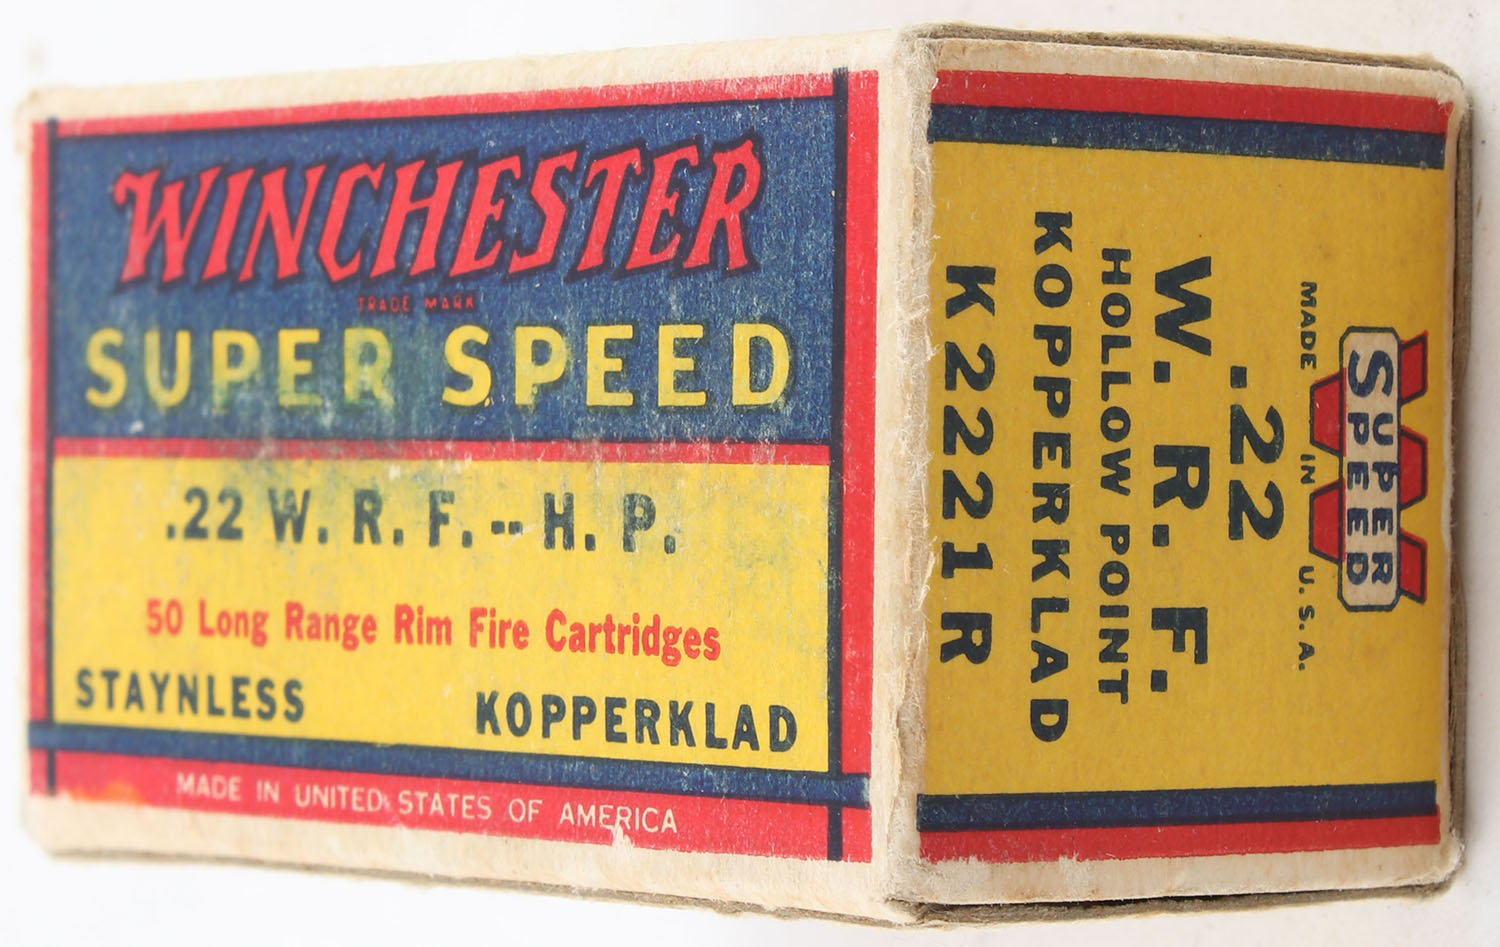 WINCHESTER
TRADE MARK
SUPER SPEED
.22 W. R. F. -- H. P.
50 Long Range Rim Fire Cartridges
STAYNLESS KOPPERKLAD
MADE IN UNITED STATES OF AMERICA
W
SUPER
SPEED
MADE IN U.S.A.
.22
W. R. F.
HOLLOW POINT
KOPPERKLAD
K2221R